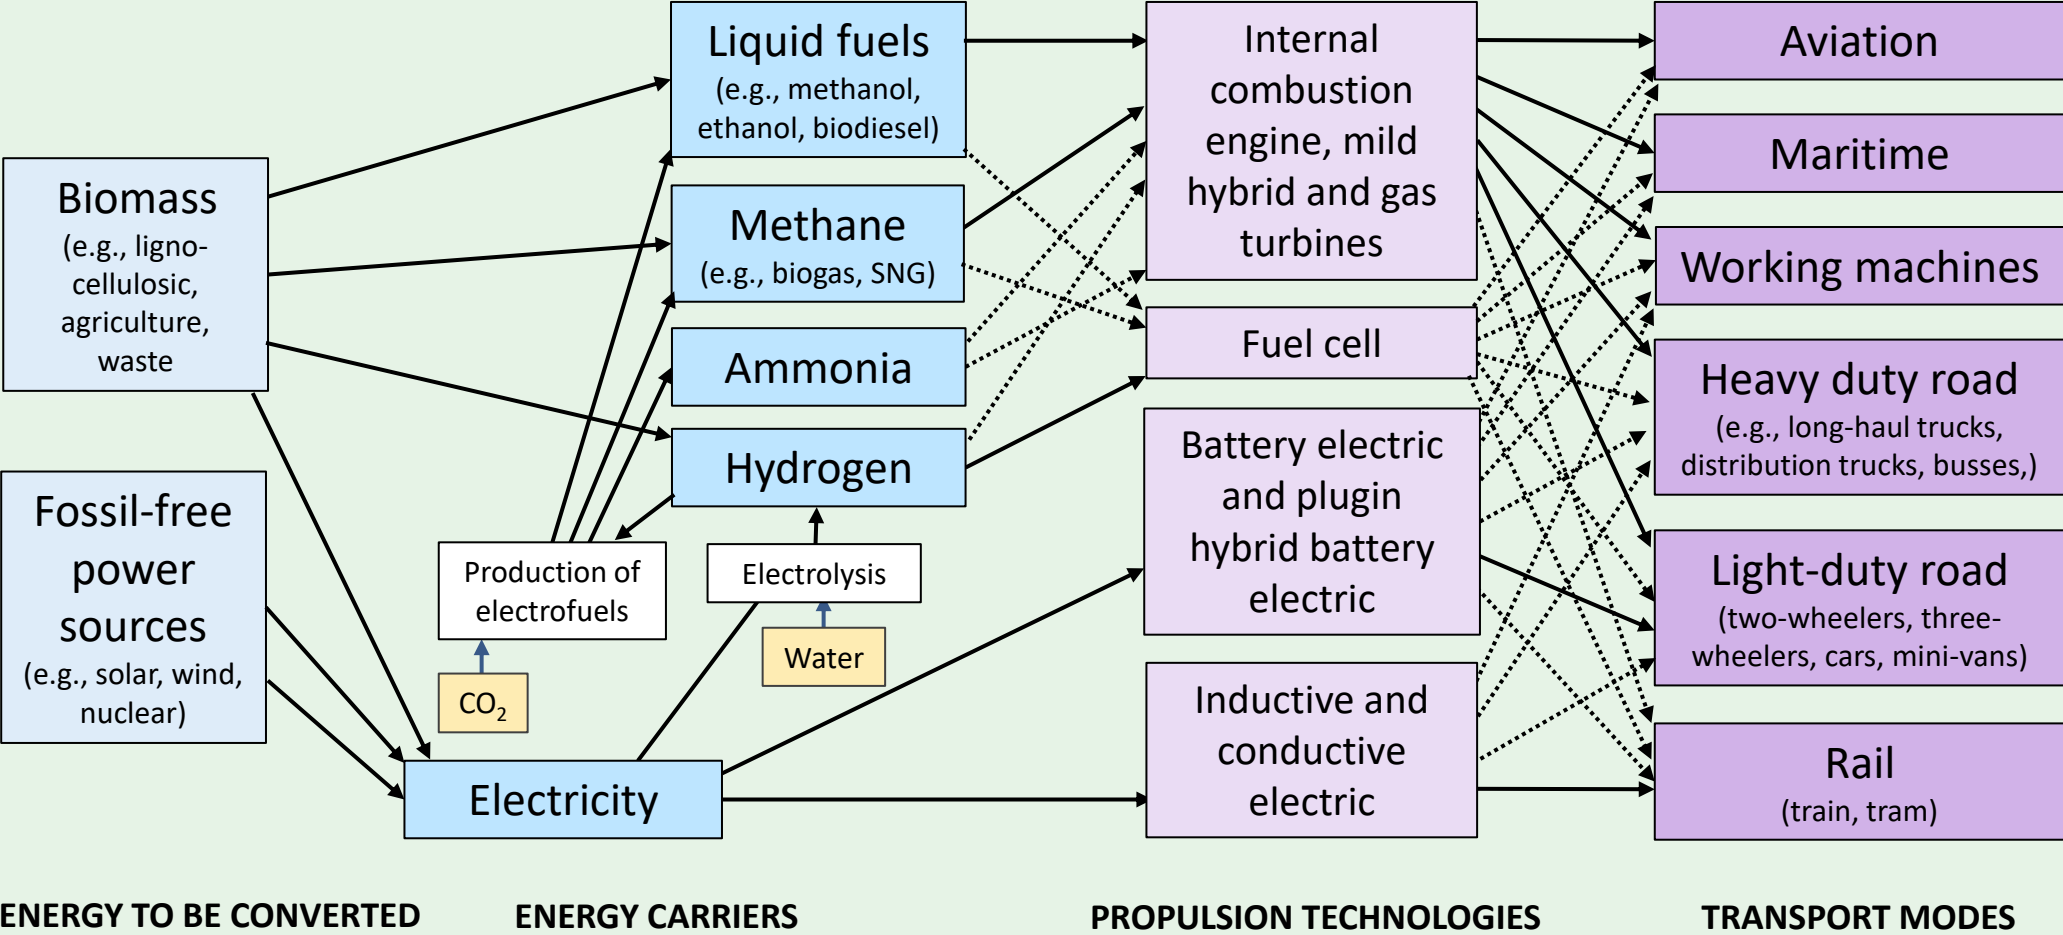 Biomass
(e.g., ligno-
cellulosic,
agriculture,
waste
Fossil-free
power
sources
(e.g., solar, wind,
nuclear)
Liquid fuels
(e.g., methanol,
ethanol, biodiesel)
Methane
(e.g., biogas, SNG)
Ammonia
Hydrogen
Production of
electrofuels
Electrolysis
Water
CO₂
Electricity
Internal
combustion
engine, mild
hybrid and gas
turbines
Fuel cell
Battery electric
and plugin
hybrid battery
electric
Inductive and
conductive
electric
Aviation
Maritime
Working machines
Heavy duty road
(e.g., long-haul trucks,
distribution trucks, busses,)
Light-duty road
(two-wheelers, three-
wheelers, cars, mini-vans)
Rail
(train, tram)
ENERGY TO BE CONVERTED
ENERGY CARRIERS
PROPULSION TECHNOLOGIES
TRANSPORT MODES